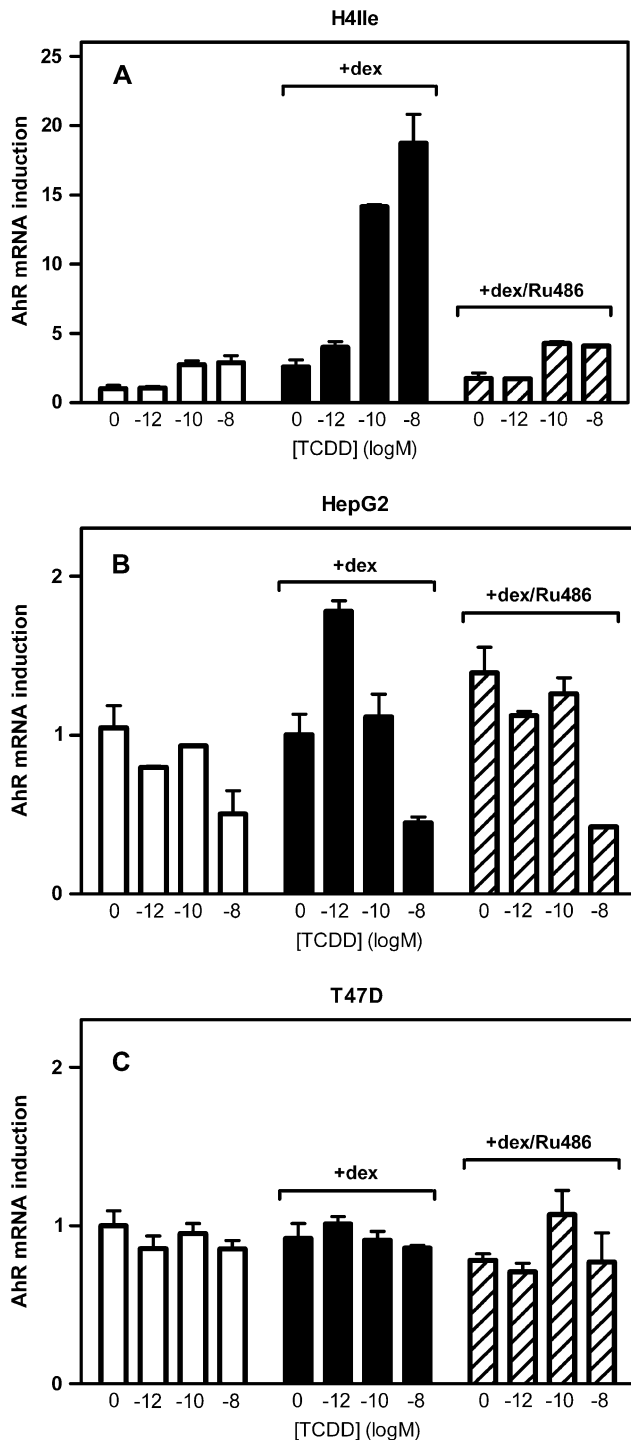 H4IIe
A
+dex
+dex/Ru486
AhR mRNA induction
25
20
15
10
5
0
0 -12 -10 -8 0 -12 -10 -8 0 -12 -10 -8
[TCDD] (logM)
HepG2
B
+dex
+dex/Ru486
AhR mRNA induction
2
1
0
0 -12 -10 -8 0 -12 -10 -8 0 -12 -10 -8
[TCDD] (logM)
T47D
C
+dex
+dex/Ru486
AhR mRNA induction
2
1
0
0 -12 -10 -8 0 -12 -10 -8 0 -12 -10 -8
[TCDD] (logM)